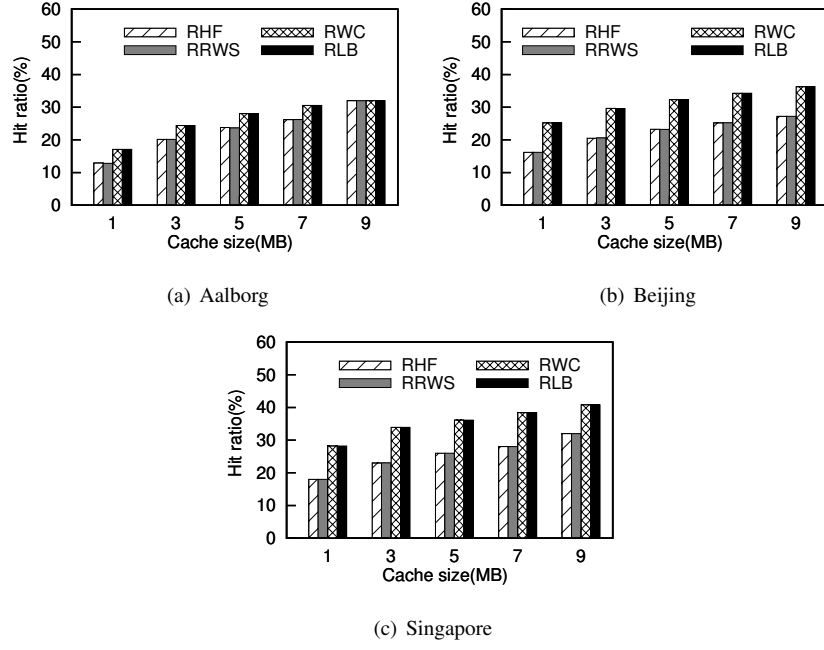 60
50
40
30
20
10
0
Hit ratio(%)
RHF
RRWS
RWC
RLB
1 3 5 7 9
Cache size(MB)
(a) Aalborg
60
50
40
30
20
10
0
Hit ratio(%)
RHF
RRWS
RWC
RLB
1 3 5 7 9
Cache size(MB)
(b) Beijing
60
50
40
30
20
10
0
Hit ratio(%)
RHF
RRWS
RWC
RLB
1 3 5 7 9
Cache size(MB)
(c) Singapore